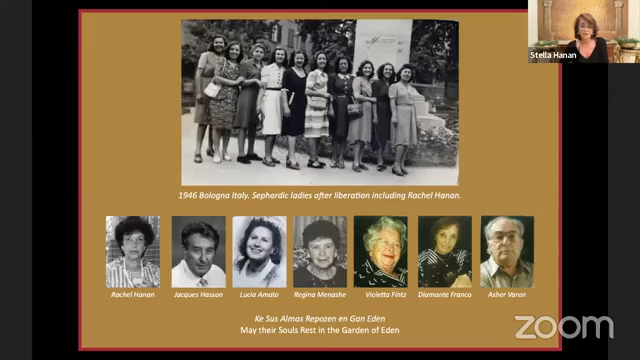 Stella Hanan
1946 Bologna Italy. Sephardic ladies after liberation including Rachel Hanan.
Rachel Hanan Jacques Hasson Lucia Amato Regina Menashe Violetta Fintz Diamante Franco Asher Varon
Ke Sus Almas Repozen en Gan Eden
May their Souls Rest in the Garden of Eden
zoom